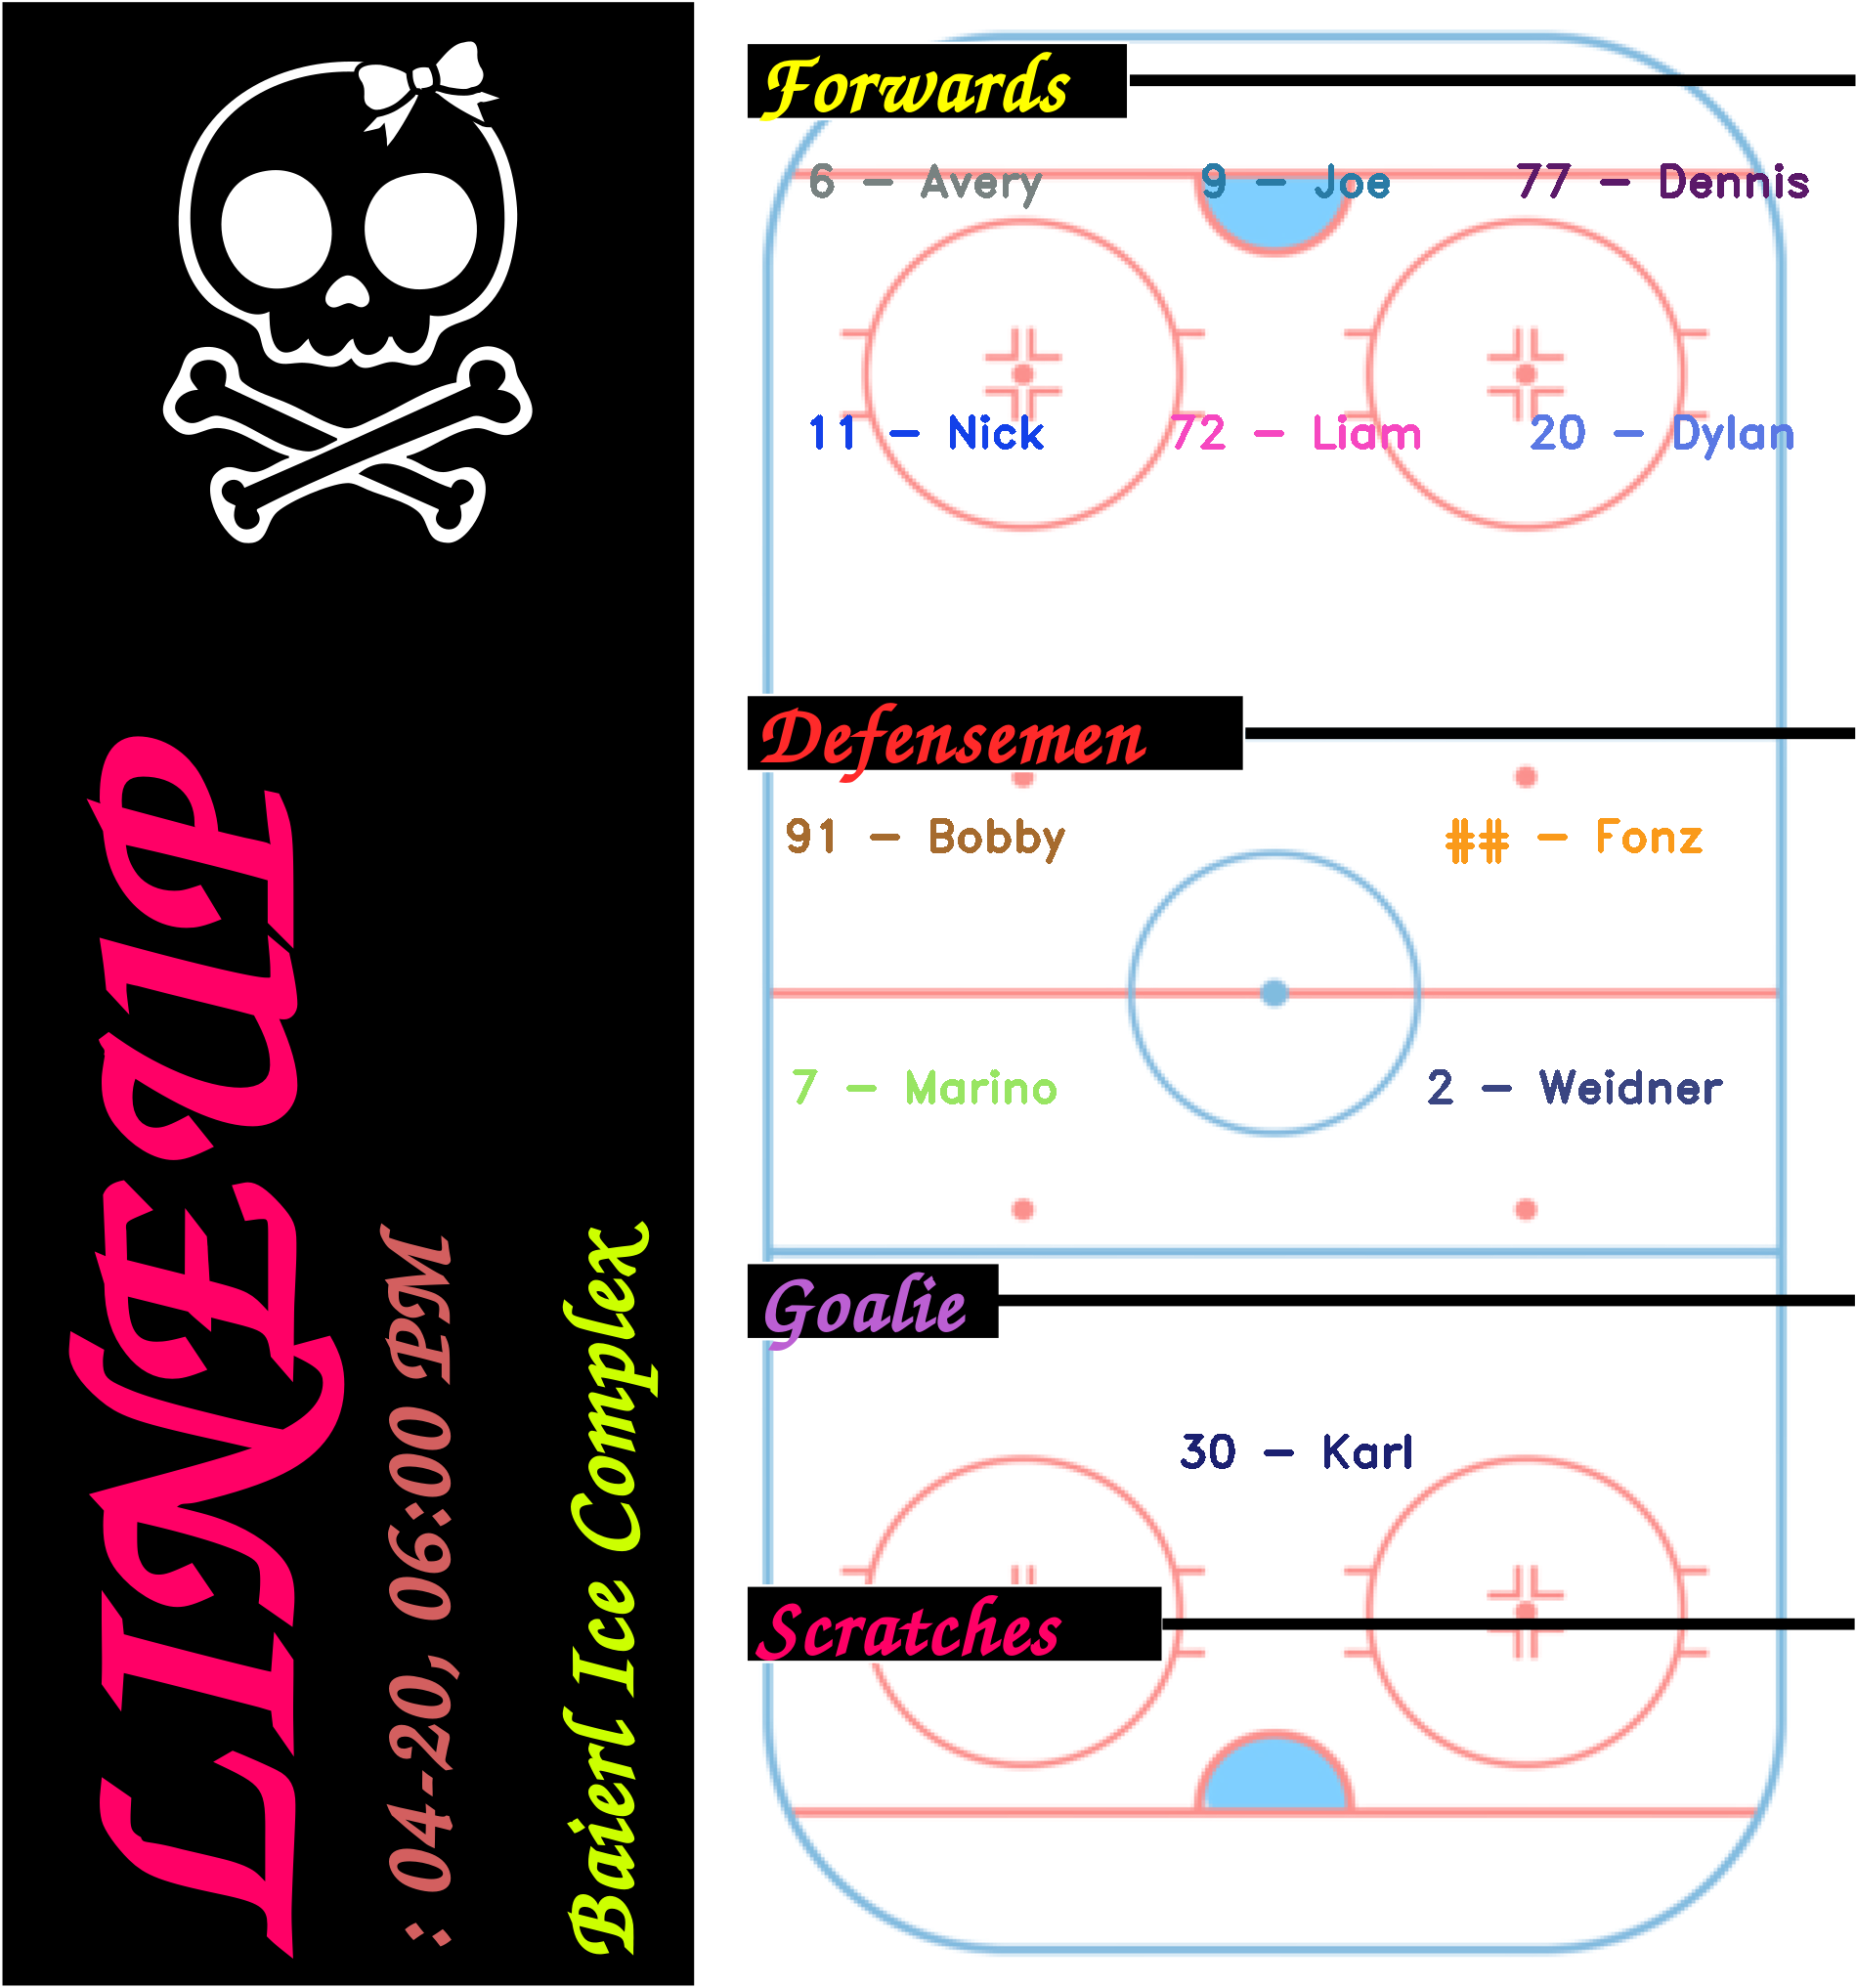 LINEup
: 04-20, 06:00 PM
Baierl Ice Complex
Forwards
6 - Avery 9 - Joe 77 - Dennis
11 - Nick 72 - Liam 20 - Dylan
Defensemen
91 - Bobby ## - Fonz
7 - Marino 2 - Weidner
Goalie
30 - Karl
Scratches